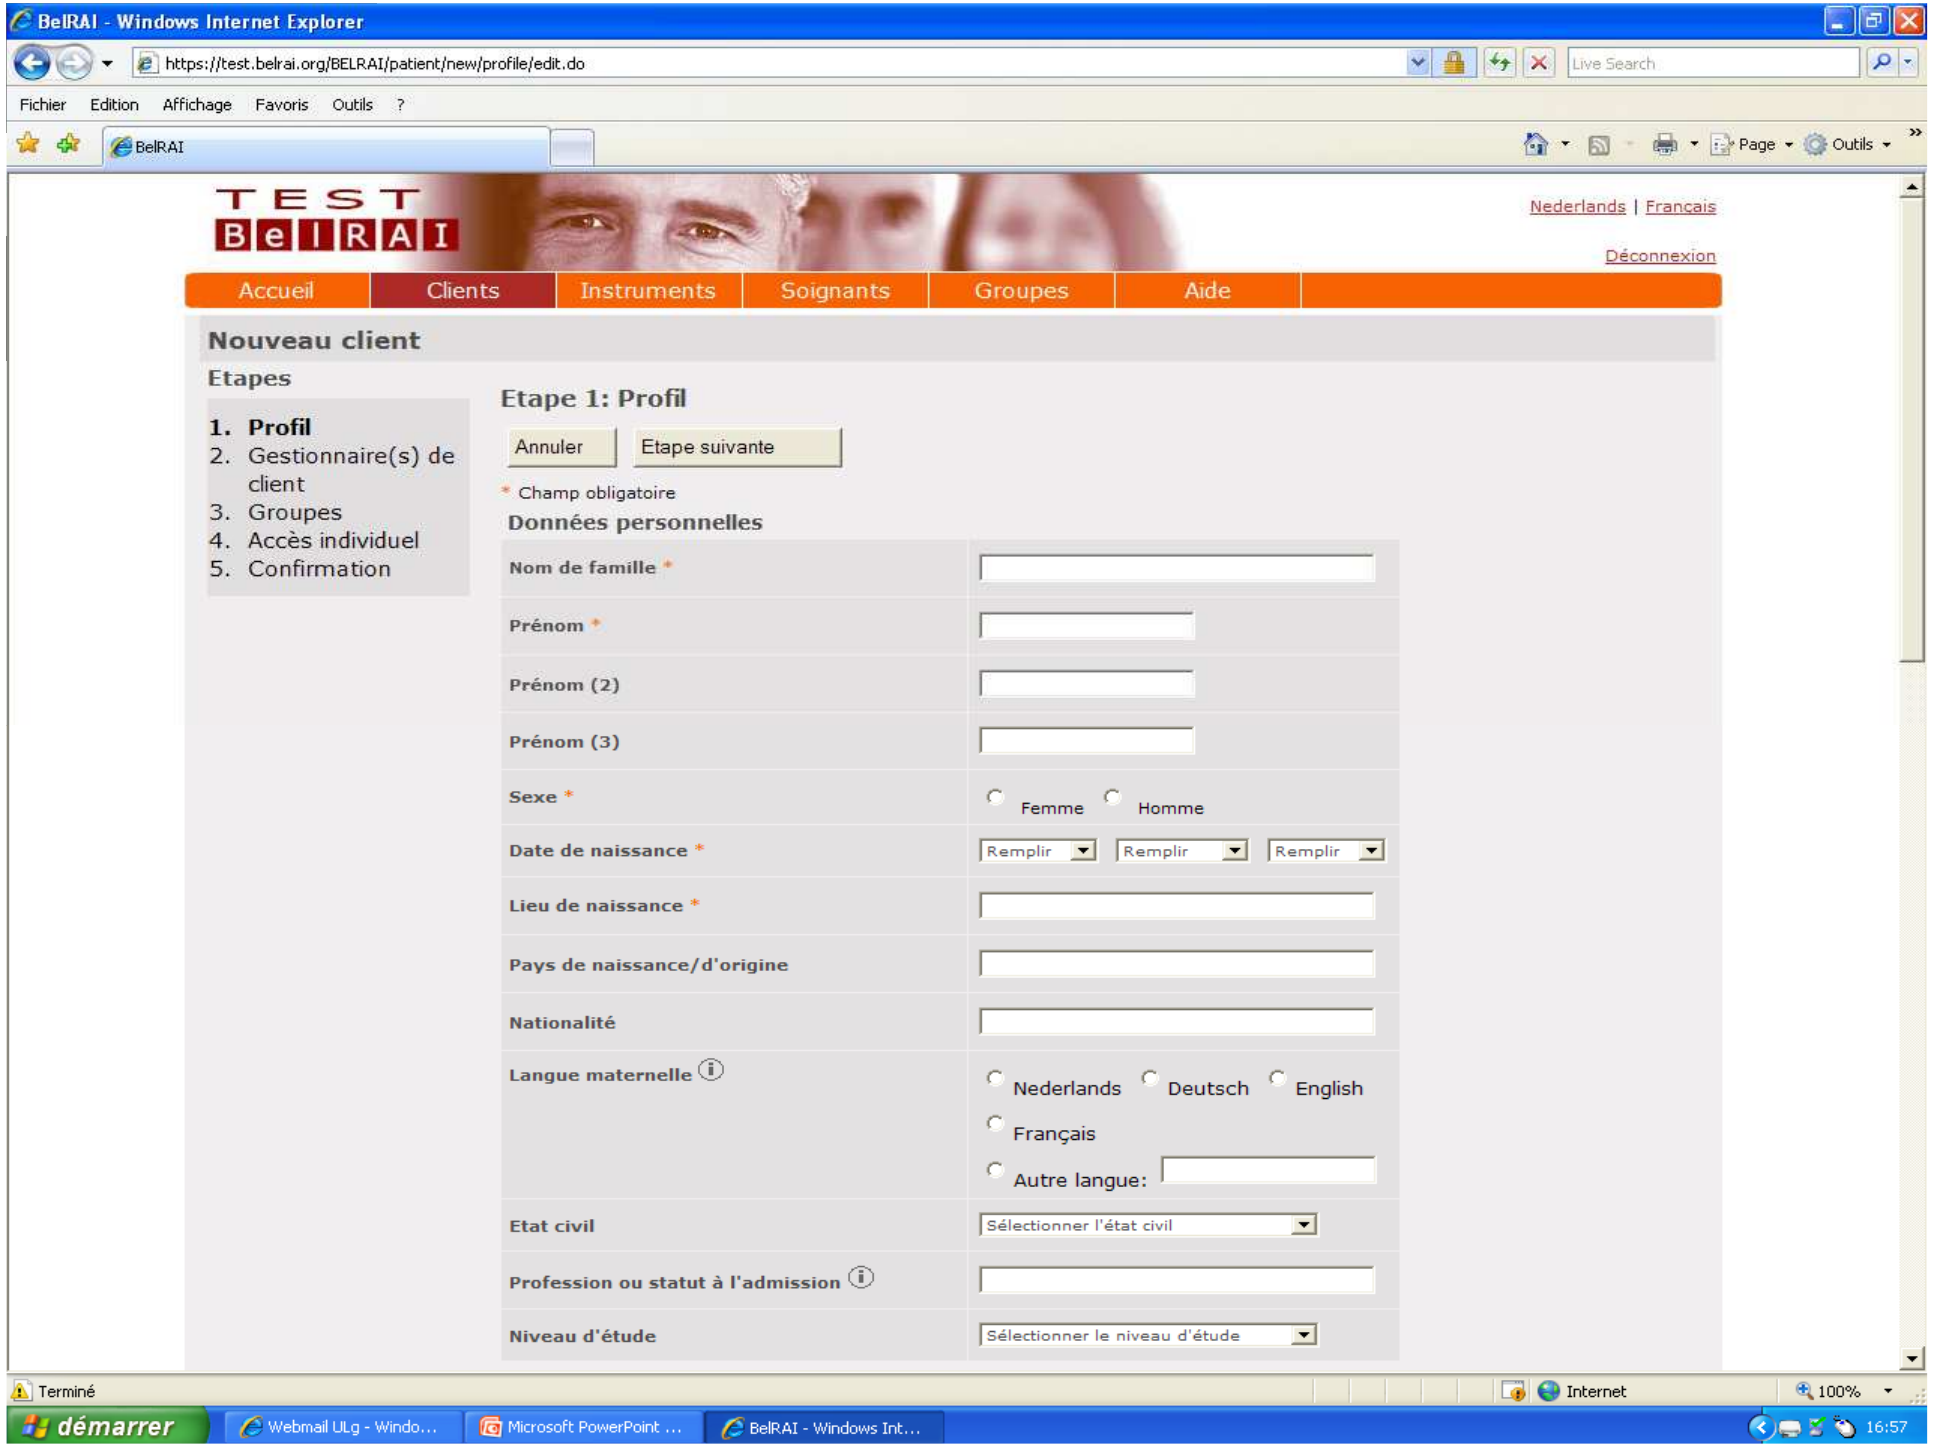 BelRAI - Windows Internet Explorer
https://test.belrai.org/BELRAI/patient/new/profile/edit.do
Live Search
Fichier Edition Affichage Favoris Outils ?
BelRAI
Page Outils »
TEST
BelRAI
Nederlands | Français
Déconnexion
Accueil Clients Instruments Soignants Groupes Aide
Nouveau client
Etapes
1. Profil
2. Gestionnaire(s) de
client
3. Groupes
4. Accès individuel
5. Confirmation
Etape 1: Profil
Annuler Etape suivante
* Champ obligatoire
Données personnelles
Nom de famille *
Prénom *
Prénom (2)
Prénom (3)
Sexe * Femme Homme
Date de naissance * Remplir Remplir Remplir
Lieu de naissance *
Pays de naissance/d'origine
Nationalité
Langue maternelle i Nederlands Deutsch English
Français
Autre langue:
Etat civil Sélectionner l'état civil
Profession ou statut à l'admission i
Niveau d'étude Sélectionner le niveau d'étude
Terminé Internet 100%
démarrer Webmail ULg - Windo... Microsoft PowerPoint ... BelRAI - Windows Int... 16:57